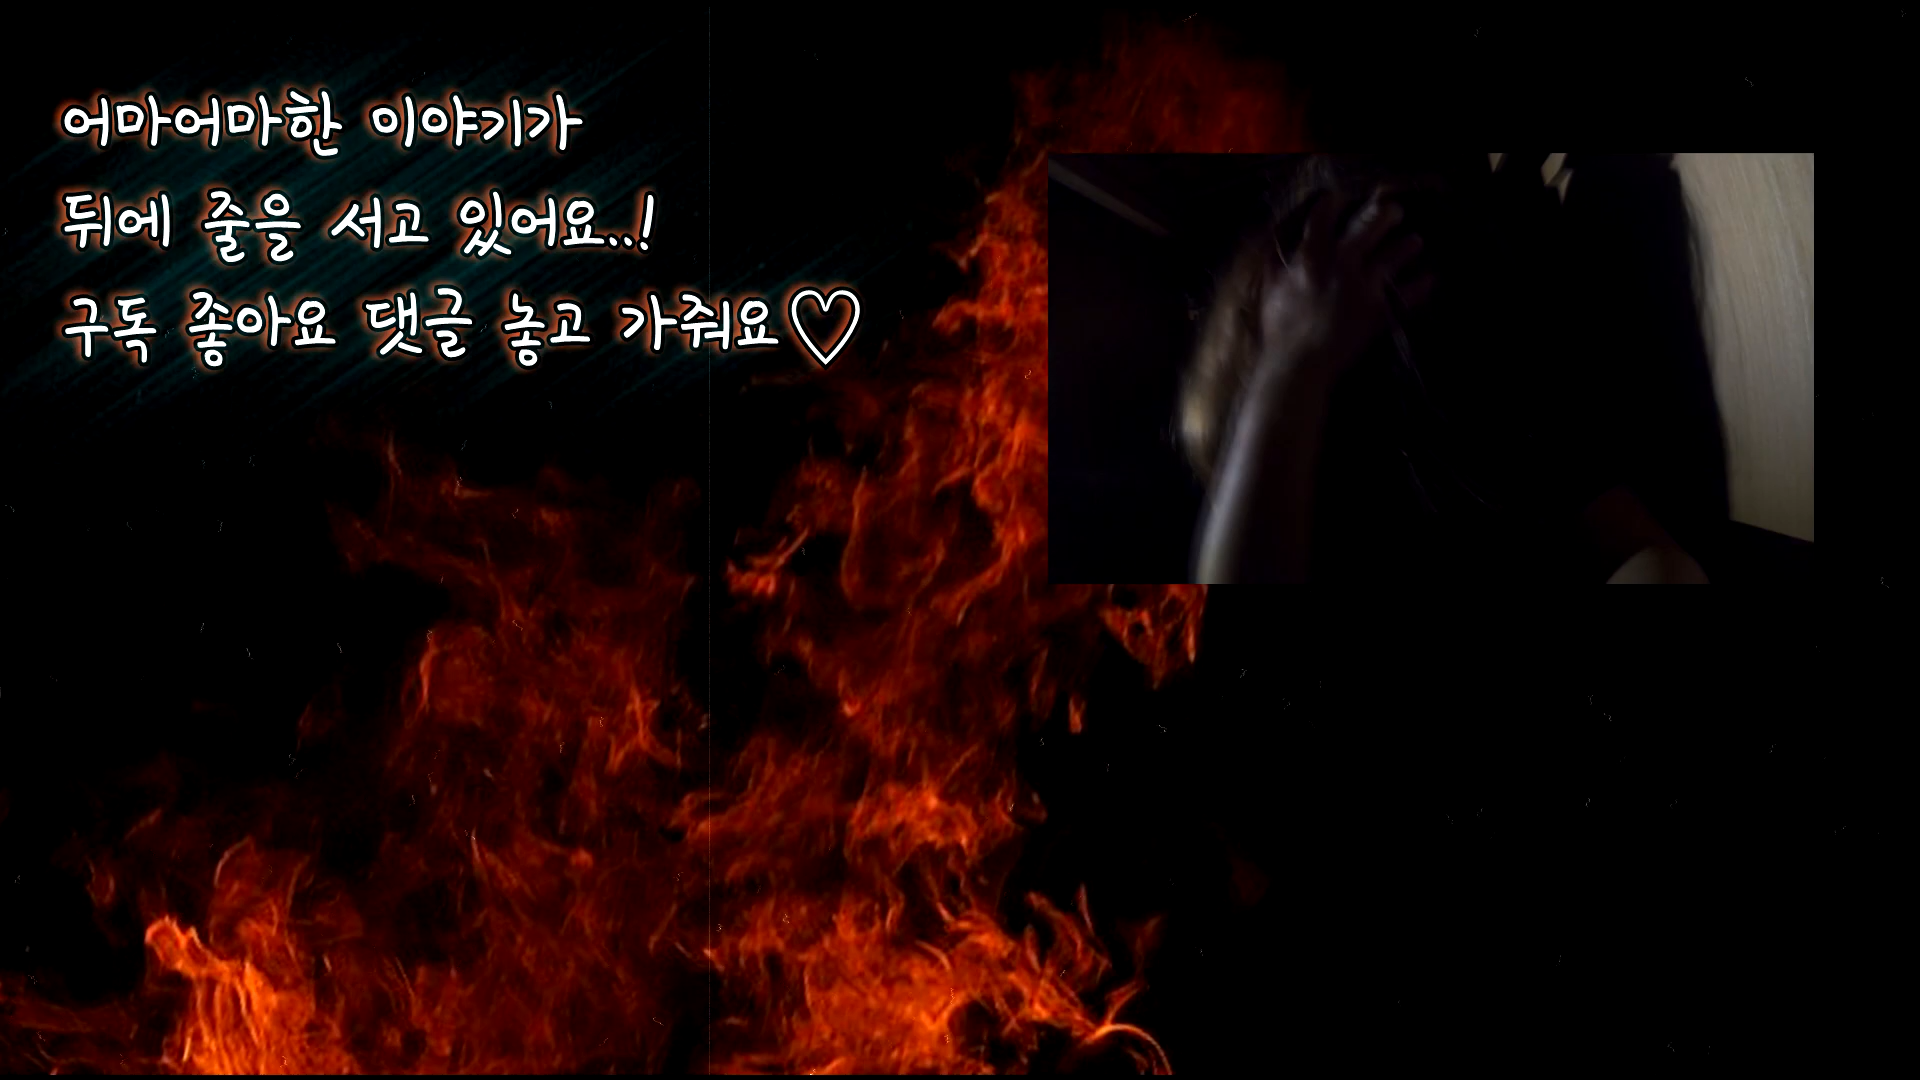 어마어마한 이야기가
뒤에 줄을 서고 있어요..!
구독 좋아요 댓글 놓고 가줘요♡